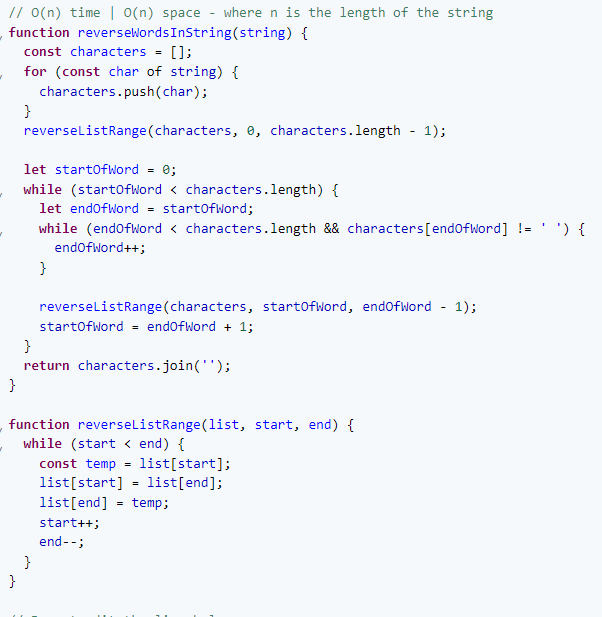 // O(n) time | O(n) space - where n is the length of the string
function reverseWordsInString(string) {
  const characters = [];
  for (const char of string) {
    characters.push(char);
  }
  reverseListRange(characters, 0, characters.length - 1);

  let startOfWord = 0;
  while (startOfWord < characters.length) {
    let endOfWord = startOfWord;
    while (endOfWord < characters.length && characters[endOfWord] != ' ') {
      endOfWord++;
    }

    reverseListRange(characters, startOfWord, endOfWord - 1);
    startOfWord = endOfWord + 1;
  }
  return characters.join('');
}

function reverseListRange(list, start, end) {
  while (start < end) {
    const temp = list[start];
    list[start] = list[end];
    list[end] = temp;
    start++;
    end--;
  }
}